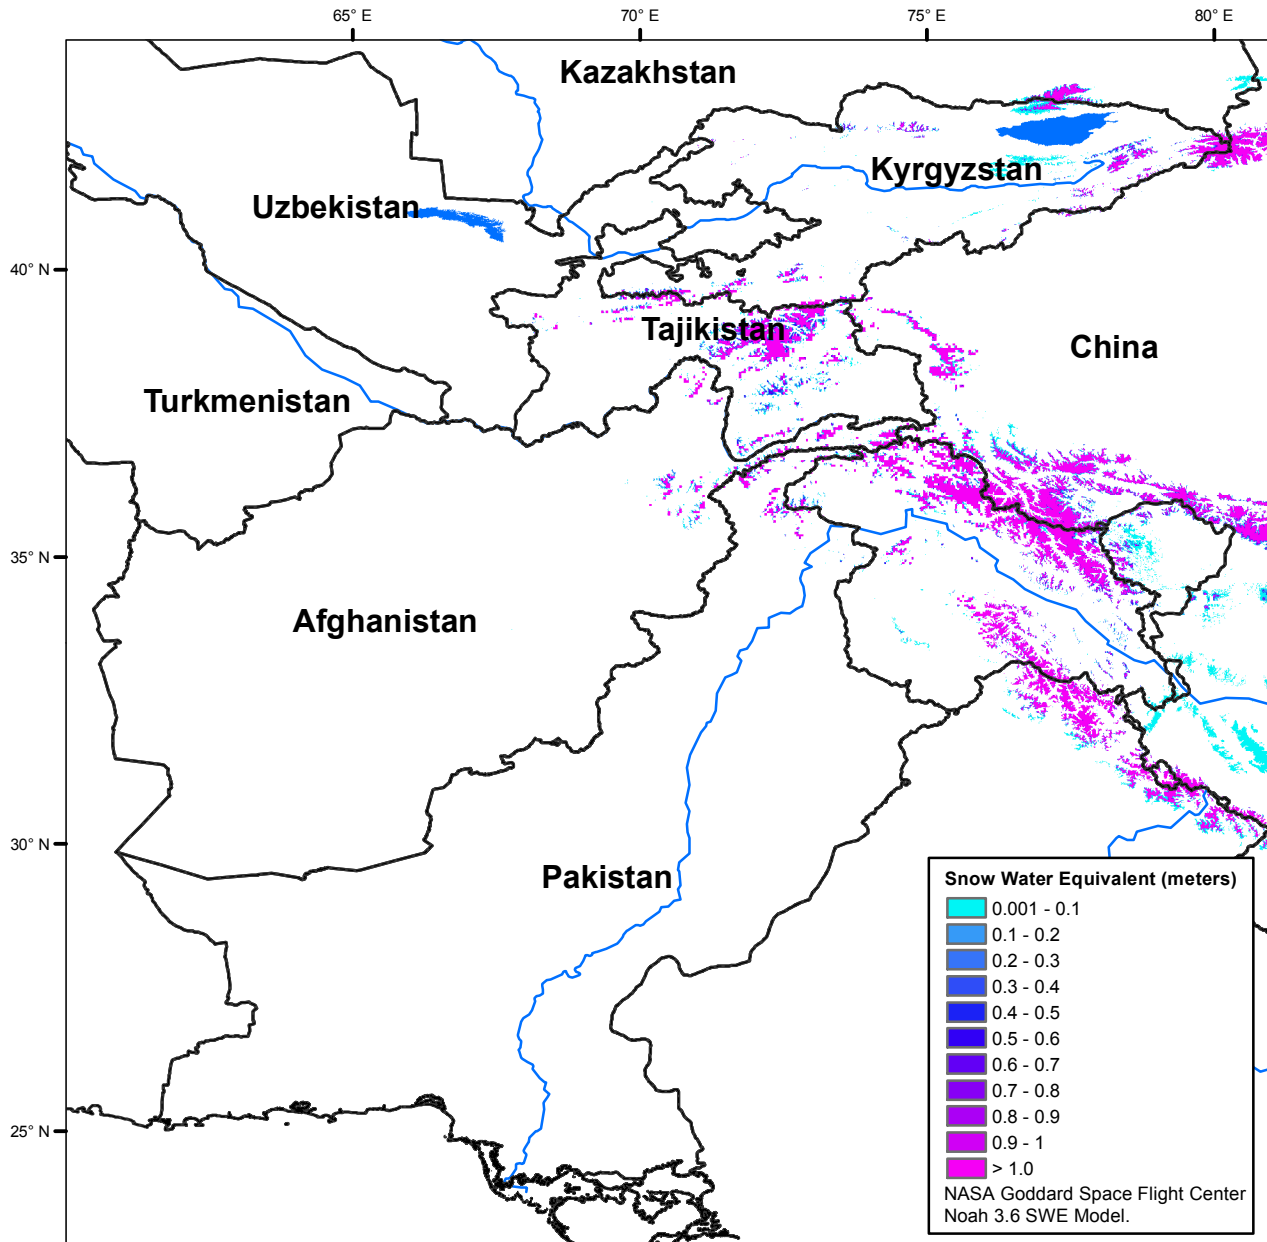 65° E
70° E
75° E
80° E
Kazakhstan
Kyrgyzstan
Uzbekistan
40° N
Tajikistan
China
Turkmenistan
35° N
Afghanistan
30° N
Pakistan
Snow Water Equivalent (meters)
0.001 - 0.1
0.1 - 0.2
0.2 - 0.3
0.3 - 0.4
0.4 - 0.5
0.5 - 0.6
0.6 - 0.7
0.7 - 0.8
0.8 - 0.9
0.9 - 1
> 1.0
25° N
NASA Goddard Space Flight Center
Noah 3.6 SWE Model.